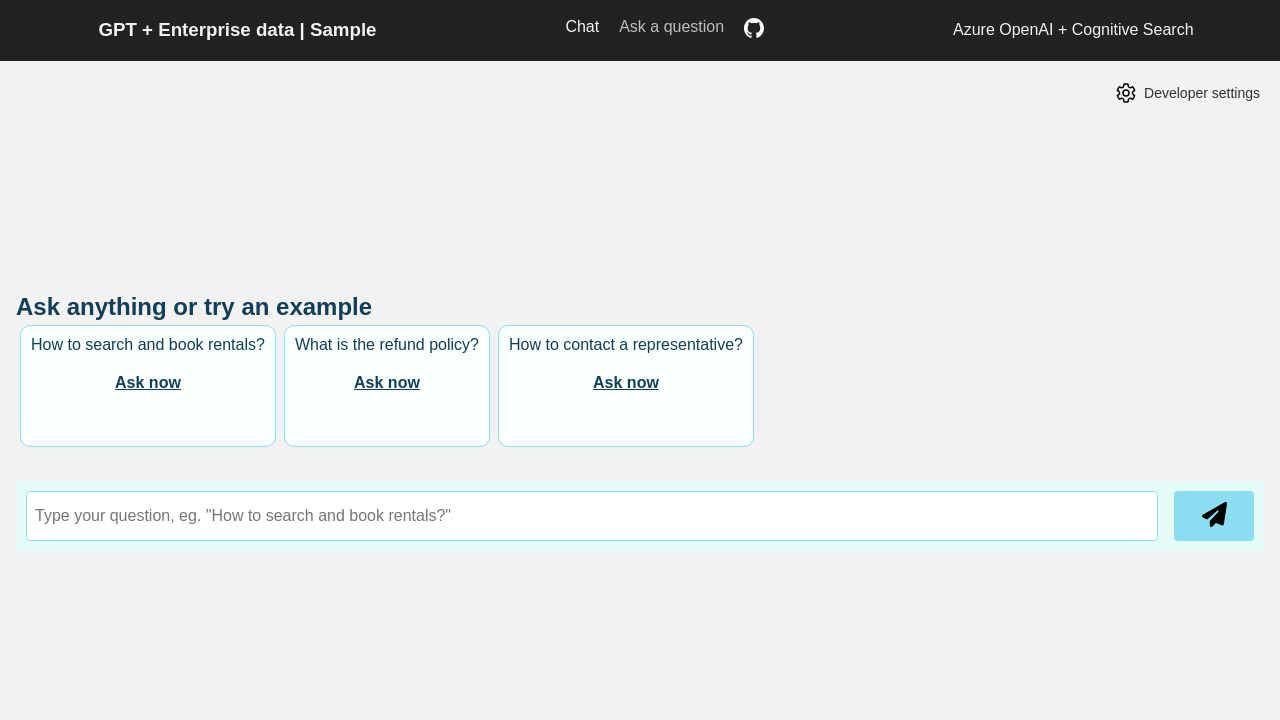 GPT + Enterprise data | Sample
Chat
Ask a question
Azure OpenAI + Cognitive Search
Developer settings
Ask anything or try an example
How to search and book rentals?
Ask now
What is the refund policy?
Ask now
How to contact a representative?
Ask now
Type your question, eg. "How to search and book rentals?"